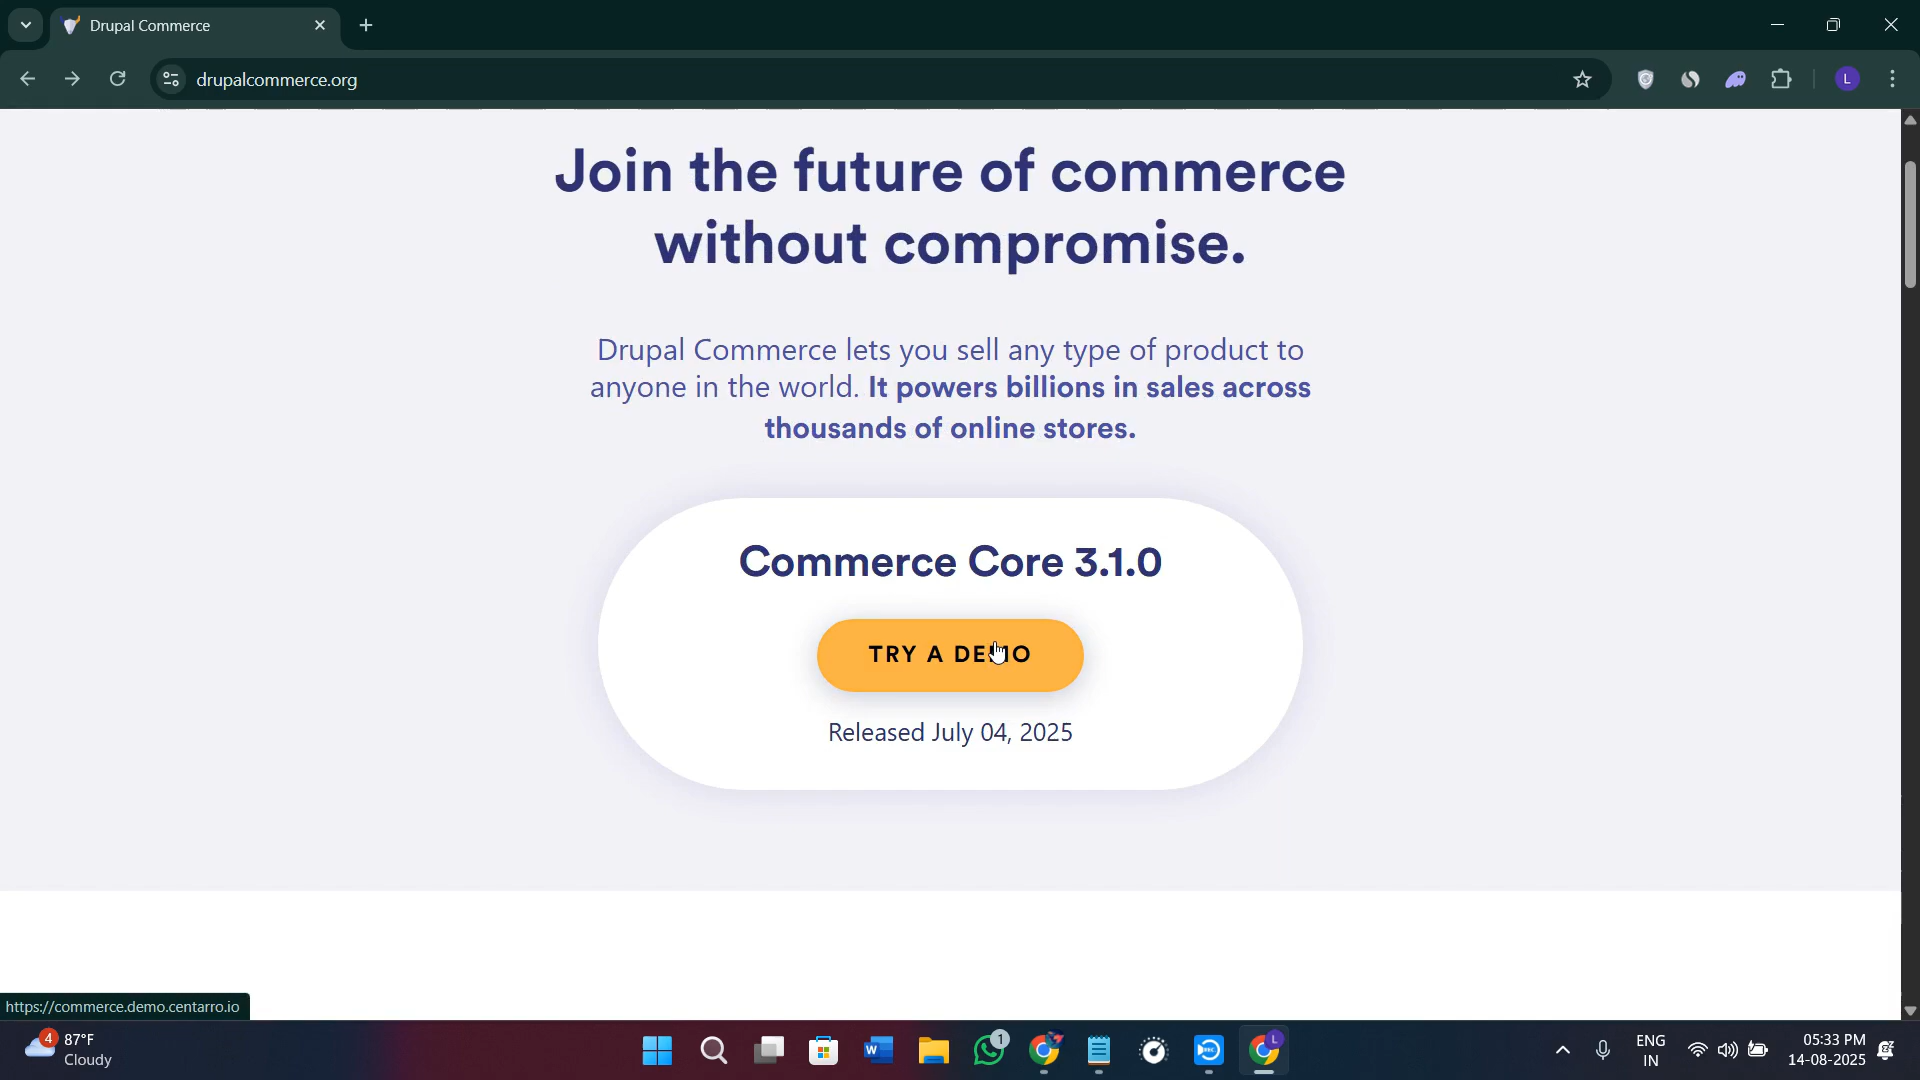 Drupal Commerce
drupalcommerce.org
L
Join the future of commerce
without compromise.
Drupal Commerce lets you sell any type of product to
anyone in the world. It powers billions in sales across
thousands of online stores.
Commerce Core 3.1.0
TRY A DEMO
Released July 04, 2025
https://commerce.demo.centarro.io
4
87°F
Cloudy
W
1
L
ENG
IN
05:33 PM
14-08-2025